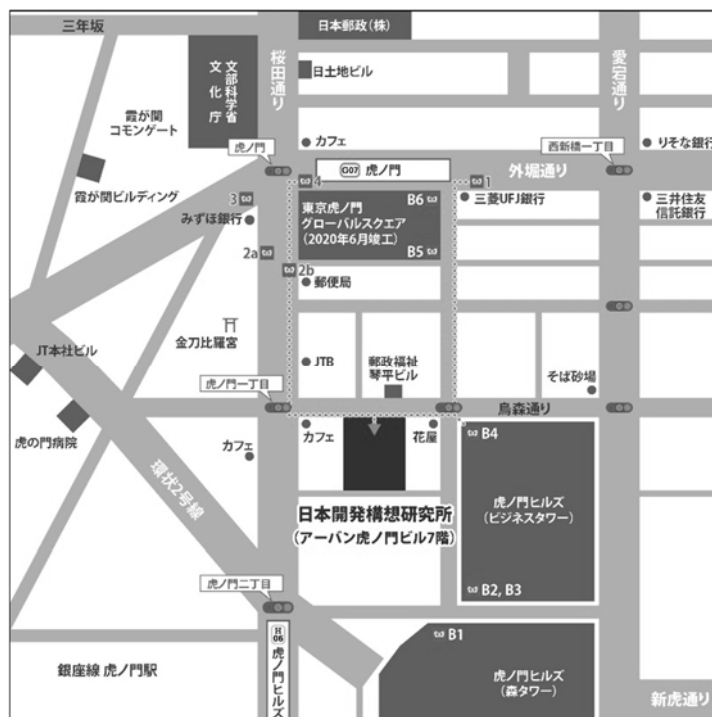 三年坂
日本郵政(株)
文部科学省
文化庁
桜田通り
日土地ビル
愛宕通り
霞が関
コモンゲート
虎ノ門
カフェ
G07 虎ノ門
外堀通り
西新橋一丁目
りそな銀行
霞が関ビルディング
3
みずほ銀行
4
1
東京虎ノ門
グローバルスクエア
(2020年6月竣工)
B6
B5
三菱UFJ銀行
三井住友
信託銀行
2a
2b
郵便局
金刀比羅宮
JT本社ビル
JTB
郵政福祉
琴平ビル
そば砂場
虎ノ門一丁目
烏森通り
虎の門病院
カフェ
カフェ
花屋
B4
環状2号線
日本開発構想研究所
(アーバン虎ノ門ビル7階)
虎ノ門ヒルズ
(ビジネスタワー)
B2, B3
虎ノ門二丁目
H
06
虎ノ門ヒルズ
B1
銀座線 虎ノ門駅
虎ノ門ヒルズ
(森タワー)
新虎通り